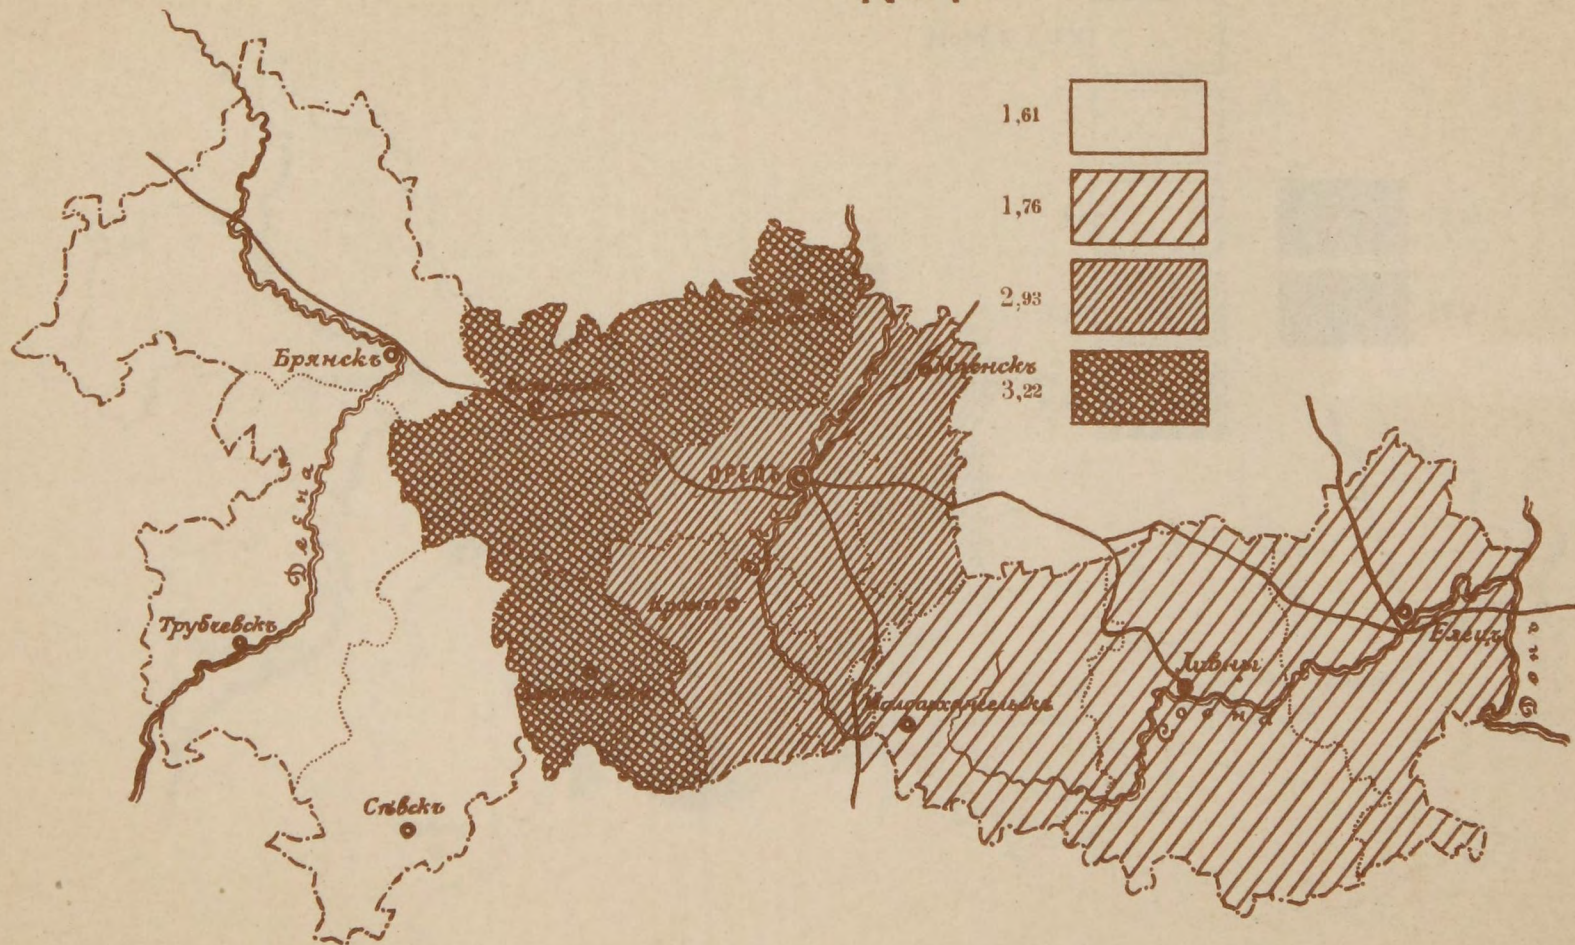 1,61
1,76
2,93
3,22
Брянскъ
Мценскъ
ОРЕЛЪ
Десна
Кромы
Трубчевскъ
Ливны
Елецъ
Донъ
Сосна
Сѣвскъ